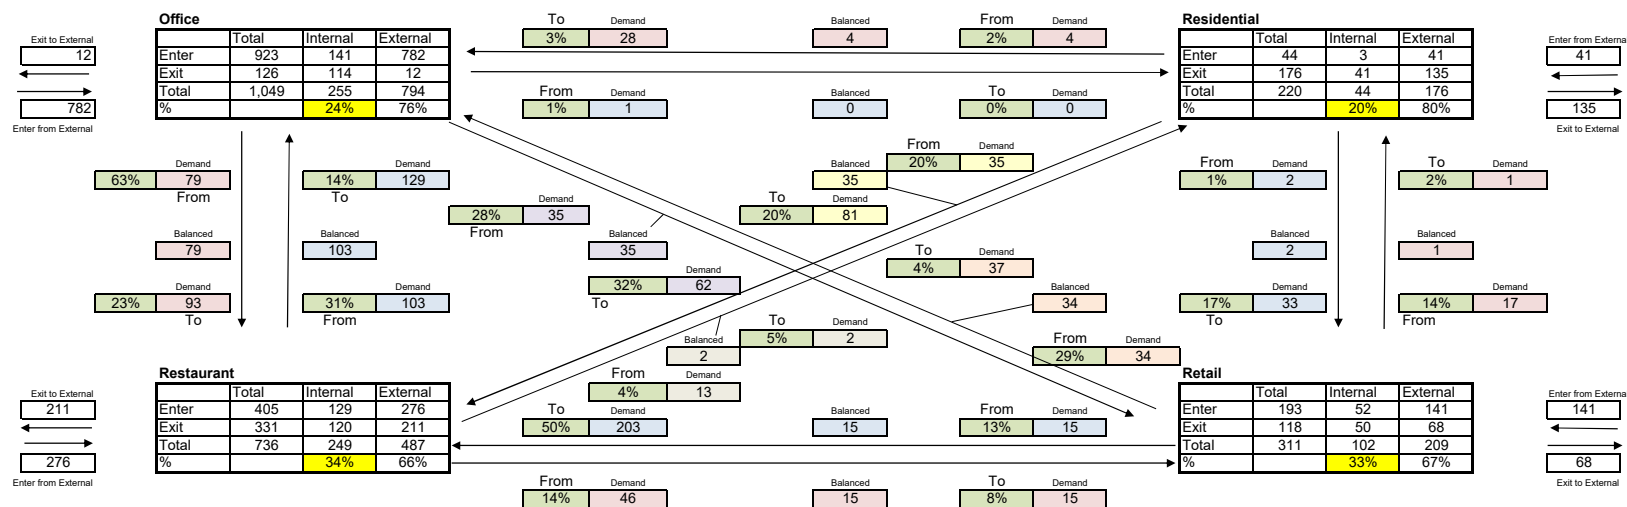 Office To Demand Balanced From Demand Residential
Exit to External Total Internal External 3% 28 4 2% 4 Total Internal External Enter from Externa
12 Enter 923 141 782 Enter 44 3 41 41
Exit 126 114 12 Exit 176 41 135
Total 1,049 255 794 From Demand Balanced To Demand Total 220 44 176
782 % 24% 76% 1% 1 0 0% 0 % 20% 80% 135
Enter from External Exit to External
From Demand
Demand Demand Balanced 20% 35 From Demand To Demand
63% 79 14% 129 35 1% 2 2% 1
From To To Demand
28% 35 20% 81
From
Balanced Balanced Balanced To Demand Balanced Balanced
79 103 35 4% 37 2 1
Demand
32% 62
To
Demand Demand Balanced Demand Demand
23% 93 31% 103 34 17% 33 14% 17
To From To From
To Demand
5% 2
Balanced From Demand
2 29% 34
Restaurant From Demand Retail
Exit to External Total Internal External 4% 13 Total Internal External Enter from Externa
211 Enter 405 129 276 To Demand Balanced From Demand Enter 193 52 141 141
Exit 331 120 211 50% 203 15 13% 15 Exit 118 50 68
Total 736 249 487 Total 311 102 209
276 % 34% 66% % 33% 67% 68
Enter from External From Demand Balanced To Demand Exit to External
14% 46 15 8% 15